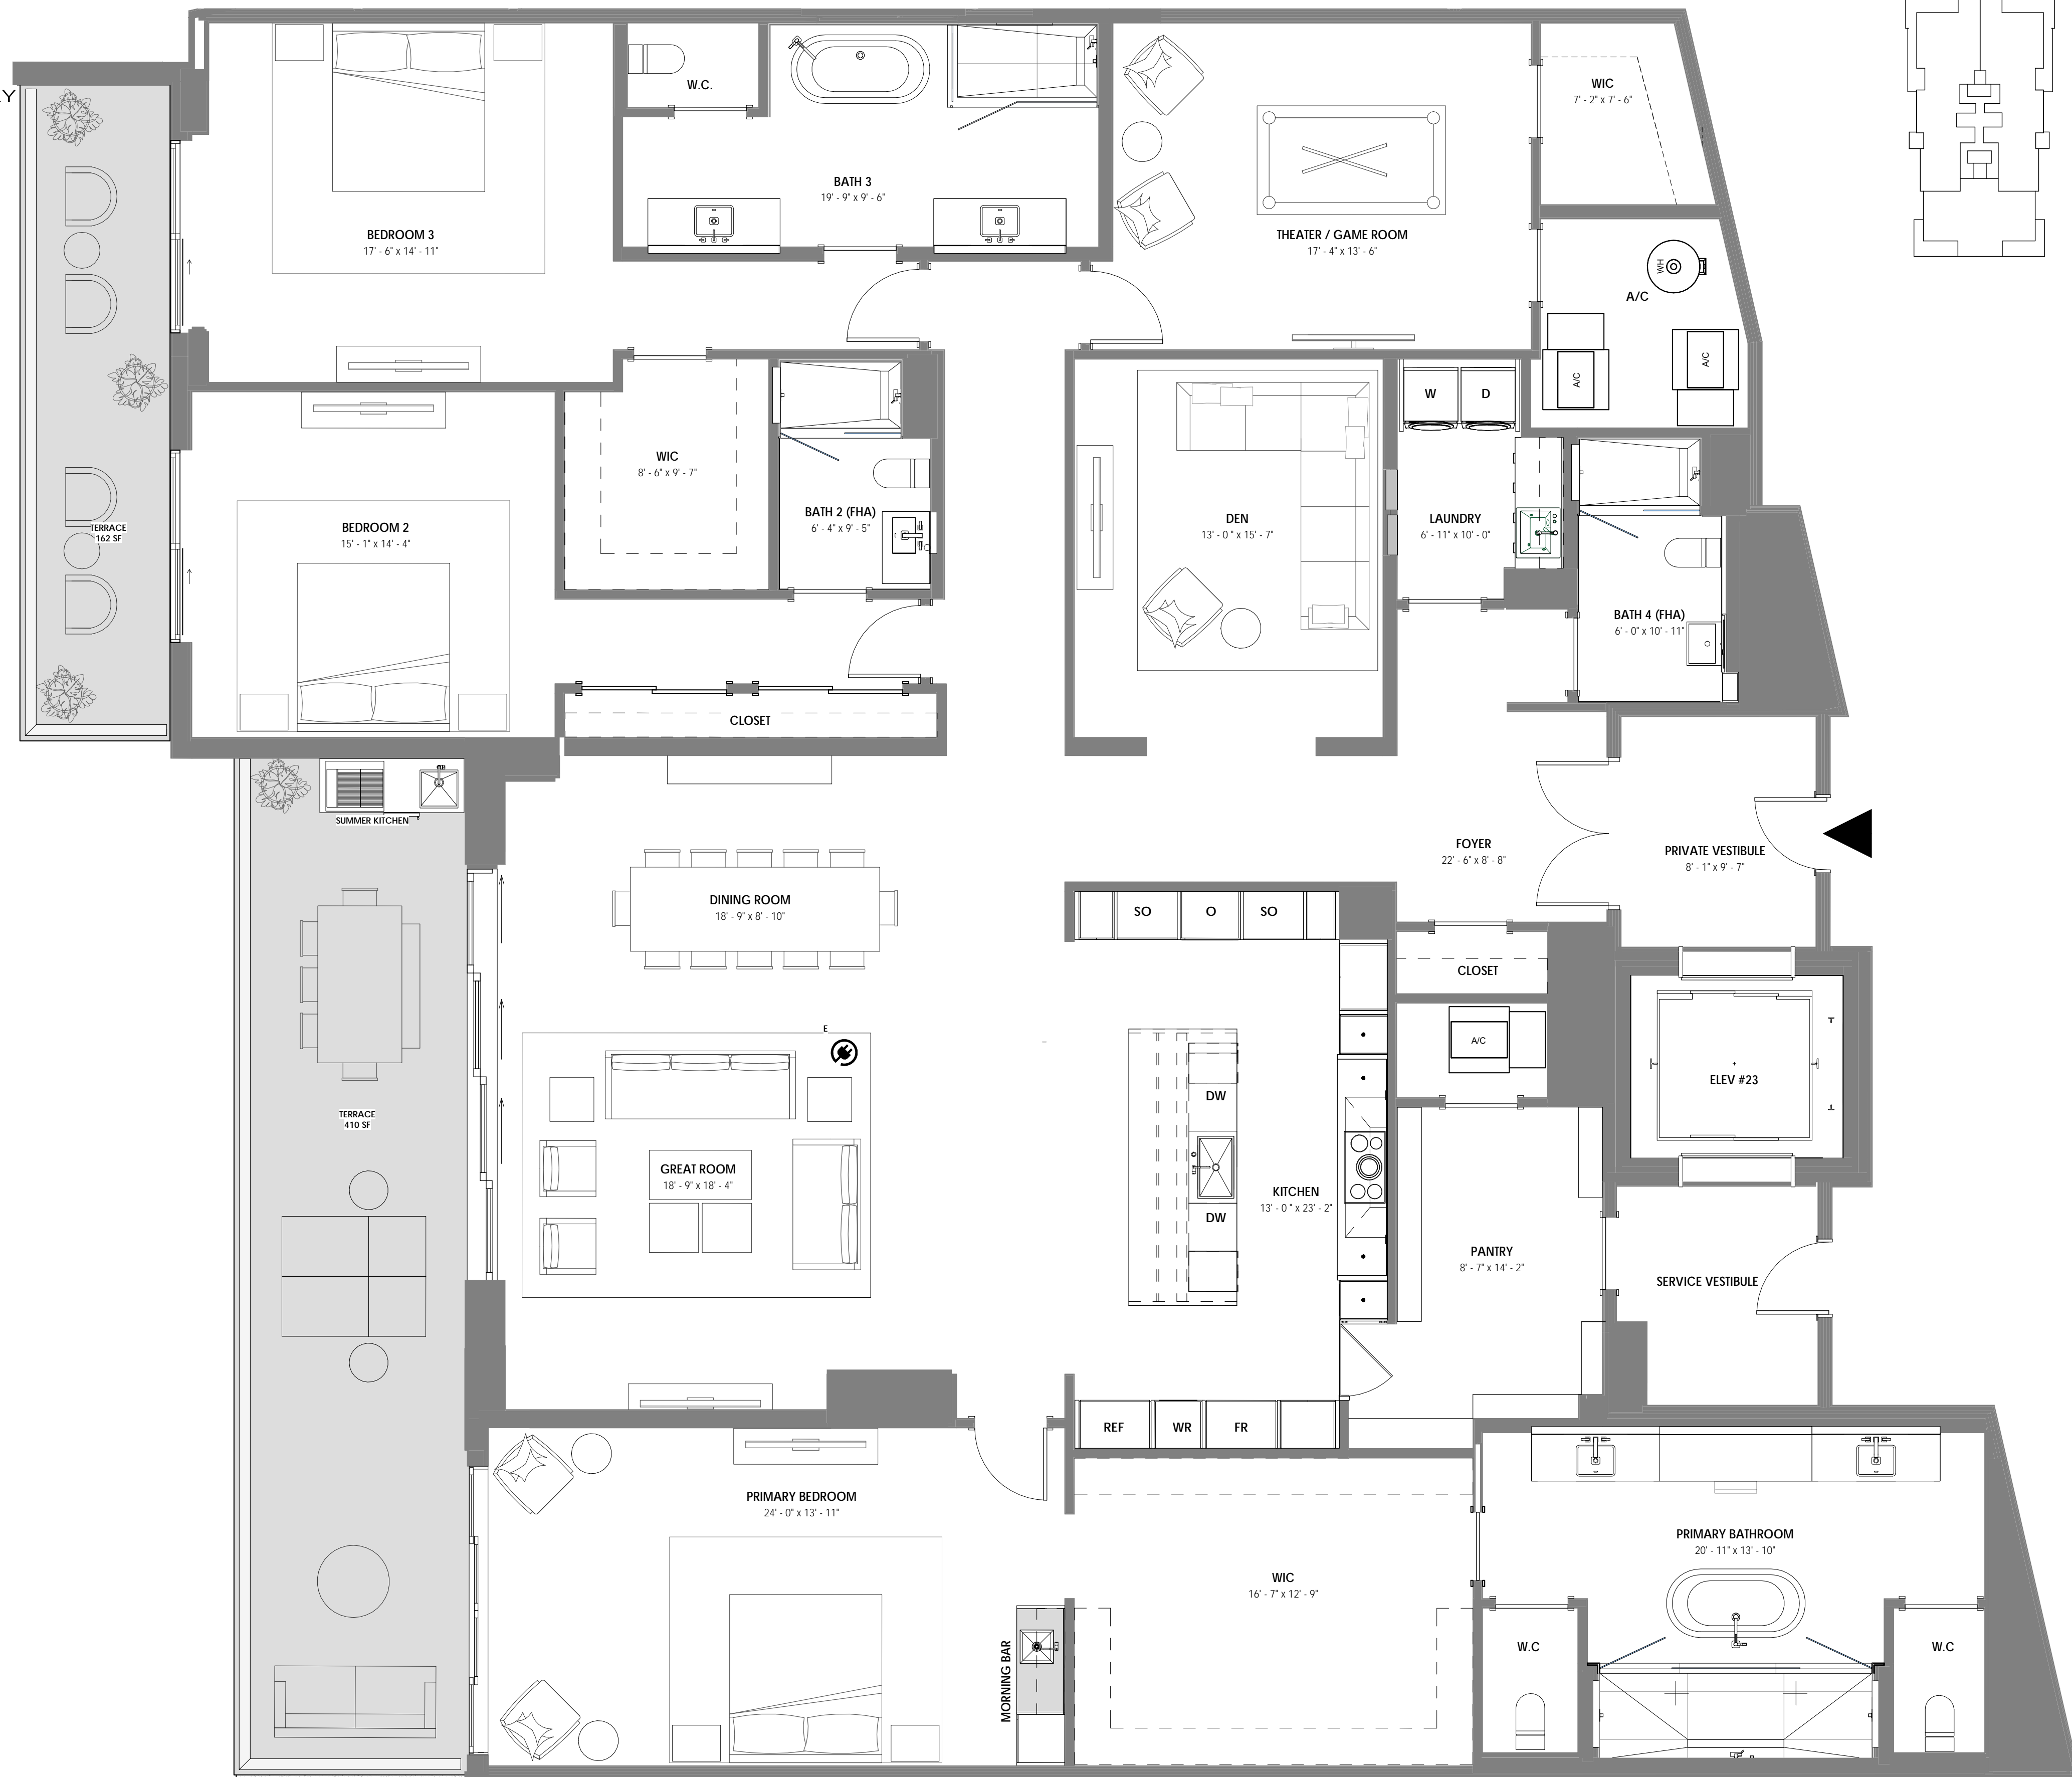 W.C.
WIC
7' - 2" x 7' - 6"
BATH 3
19' - 9" x 9' - 6"
BEDROOM 3
17' - 6" x 14' - 11"
THEATER / GAME ROOM
17' - 4" x 13' - 6"
WH
A/C
A/C
A/C
W
D
WIC
8' - 6" x 9' - 7"
BATH 2 (FHA)
6' - 4" x 9' - 5"
BEDROOM 2
15' - 1" x 14' - 4"
TERRACE
162 SF
DEN
13' - 0 " x 15' - 7"
LAUNDRY
6' - 11" x 10' - 0"
BATH 4 (FHA)
6' - 0" x 10' - 11"
CLOSET
SUMMER KITCHEN
FOYER
22' - 6" x 8' - 8"
PRIVATE VESTIBULE
8' - 1" x 9' - 7"
DINING ROOM
18' - 9" x 8' - 10"
SO
O
SO
CLOSET
E
A/C
ELEV #23
DW
TERRACE
410 SF
GREAT ROOM
18' - 9" x 18' - 4"
KITCHEN
13' - 0 " x 23' - 2"
DW
PANTRY
8' - 7" x 14' - 2"
SERVICE VESTIBULE
REF
WR
FR
PRIMARY BEDROOM
24' - 0" x 13' - 11"
PRIMARY BATHROOM
20' - 11" x 13' - 10"
WIC
16' - 7" x 12' - 9"
MORNING BAR
W.C
W.C